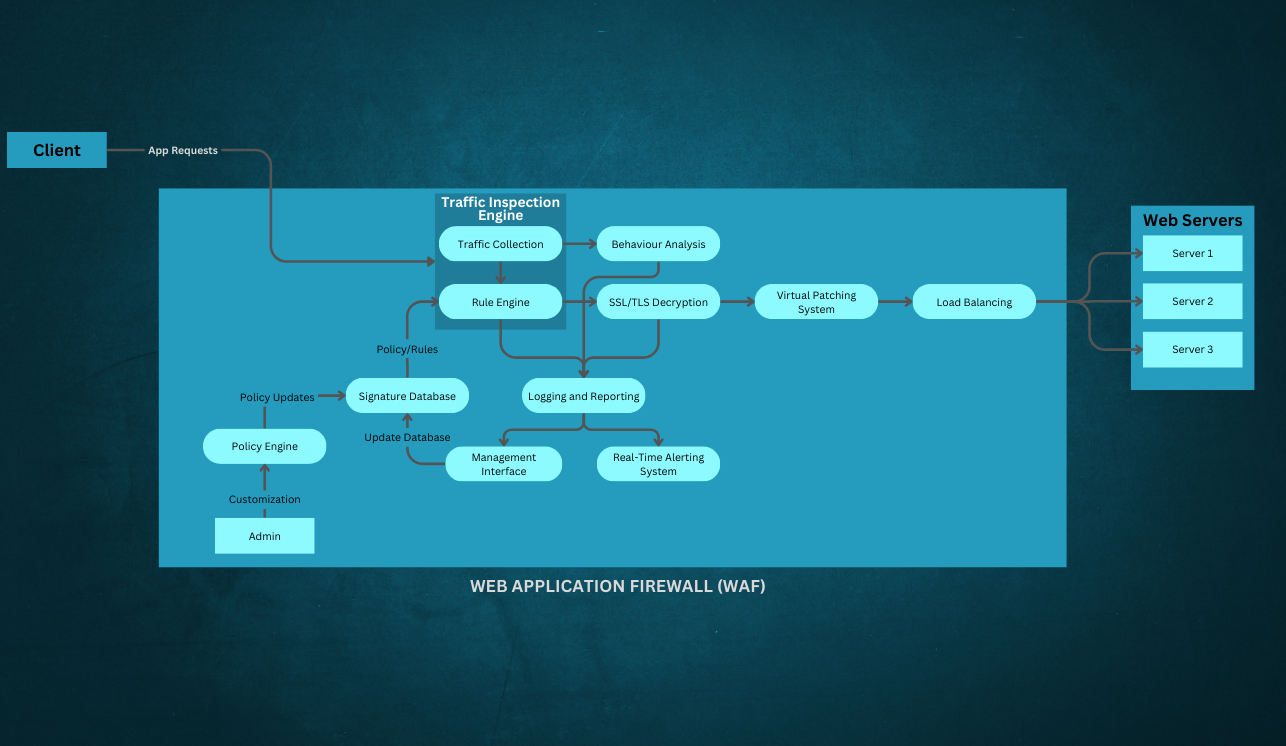 Client
App Requests
Traffic Inspection
Engine
Traffic Collection
Behaviour Analysis
Rule Engine
SSL/TLS Decryption
Virtual Patching
System
Load Balancing
Web Servers
Server 1
Server 2
Server 3
Policy/Rules
Policy Updates
Signature Database
Logging and Reporting
Update Database
Policy Engine
Management
Interface
Real-Time Alerting
System
Customization
Admin
WEB APPLICATION FIREWALL (WAF)